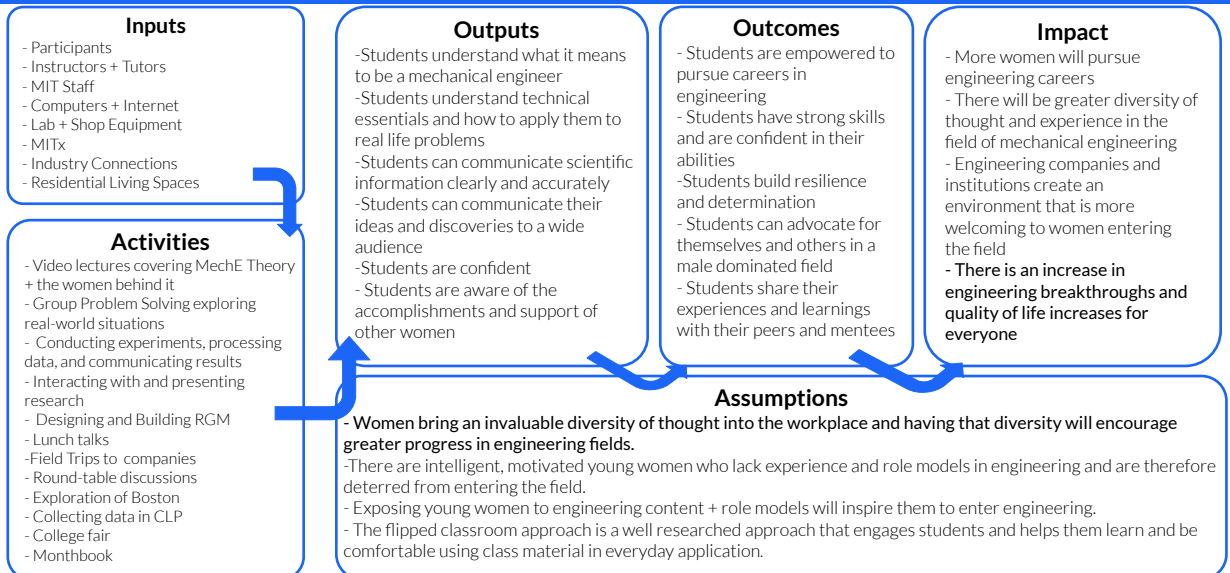 Inputs
- Participants
- Instructors + Tutors
- MIT Staff
- Computers + Internet
- Lab + Shop Equipment
- MITx
- Industry Connections
- Residential Living Spaces
Activities
- Video lectures covering MechE Theory
+ the women behind it
- Group Problem Solving exploring
real-world situations
- Conducting experiments, processing
data, and communicating results
- Interacting with and presenting
research
- Designing and Building RGM
- Lunch talks
-Field Trips to companies
- Round-table discussions
- Exploration of Boston
- Collecting data in CLP
- College fair
- Monthbook
Outputs
-Students understand what it means
to be a mechanical engineer
-Students understand technical
essentials and how to apply them to
real life problems
-Students can communicate scientific
information clearly and accurately
-Students can communicate their
ideas and discoveries to a wide
audience
-Students are confident
- Students are aware of the
accomplishments and support of
other women
Outcomes
- Students are empowered to
pursue careers in
engineering
- Students have strong skills
and are confident in their
abilities
-Students build resilience
and determination
- Students can advocate for
themselves and others in a
male dominated field
- Students share their
experiences and learnings
with their peers and mentees
Impact
- More women will pursue
engineering careers
- There will be greater diversity of
thought and experience in the
field of mechanical engineering
- Engineering companies and
institutions create an
environment that is more
welcoming to women entering
the field
- There is an increase in
engineering breakthroughs and
quality of life increases for
everyone
Assumptions
- Women bring an invaluable diversity of thought into the workplace and having that diversity will encourage
greater progress in engineering fields.
-There are intelligent, motivated young women who lack experience and role models in engineering and are therefore
deterred from entering the field.
- Exposing young women to engineering content + role models will inspire them to enter engineering.
- The flipped classroom approach is a well researched approach that engages students and helps them learn and be
comfortable using class material in everyday application.